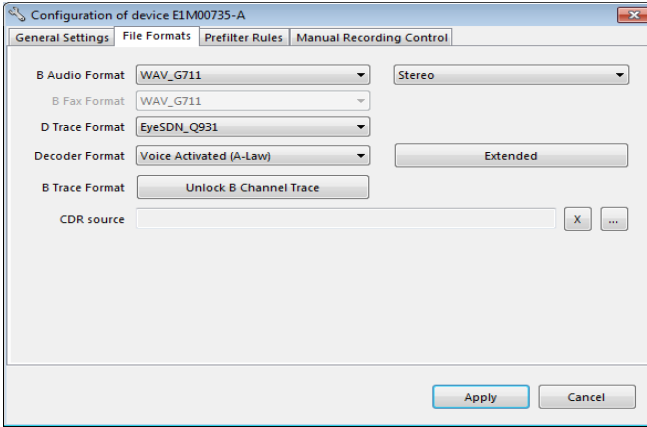 Configuration of device E1M00735-A
General Settings File Formats Prefilter Rules Manual Recording Control
B Audio Format WAV_G711 Stereo
B Fax Format WAV_G711
D Trace Format EyeSDN_Q931
Decoder Format Voice Activated (A-Law) Extended
B Trace Format Unlock B Channel Trace
CDR source X ...
Apply Cancel